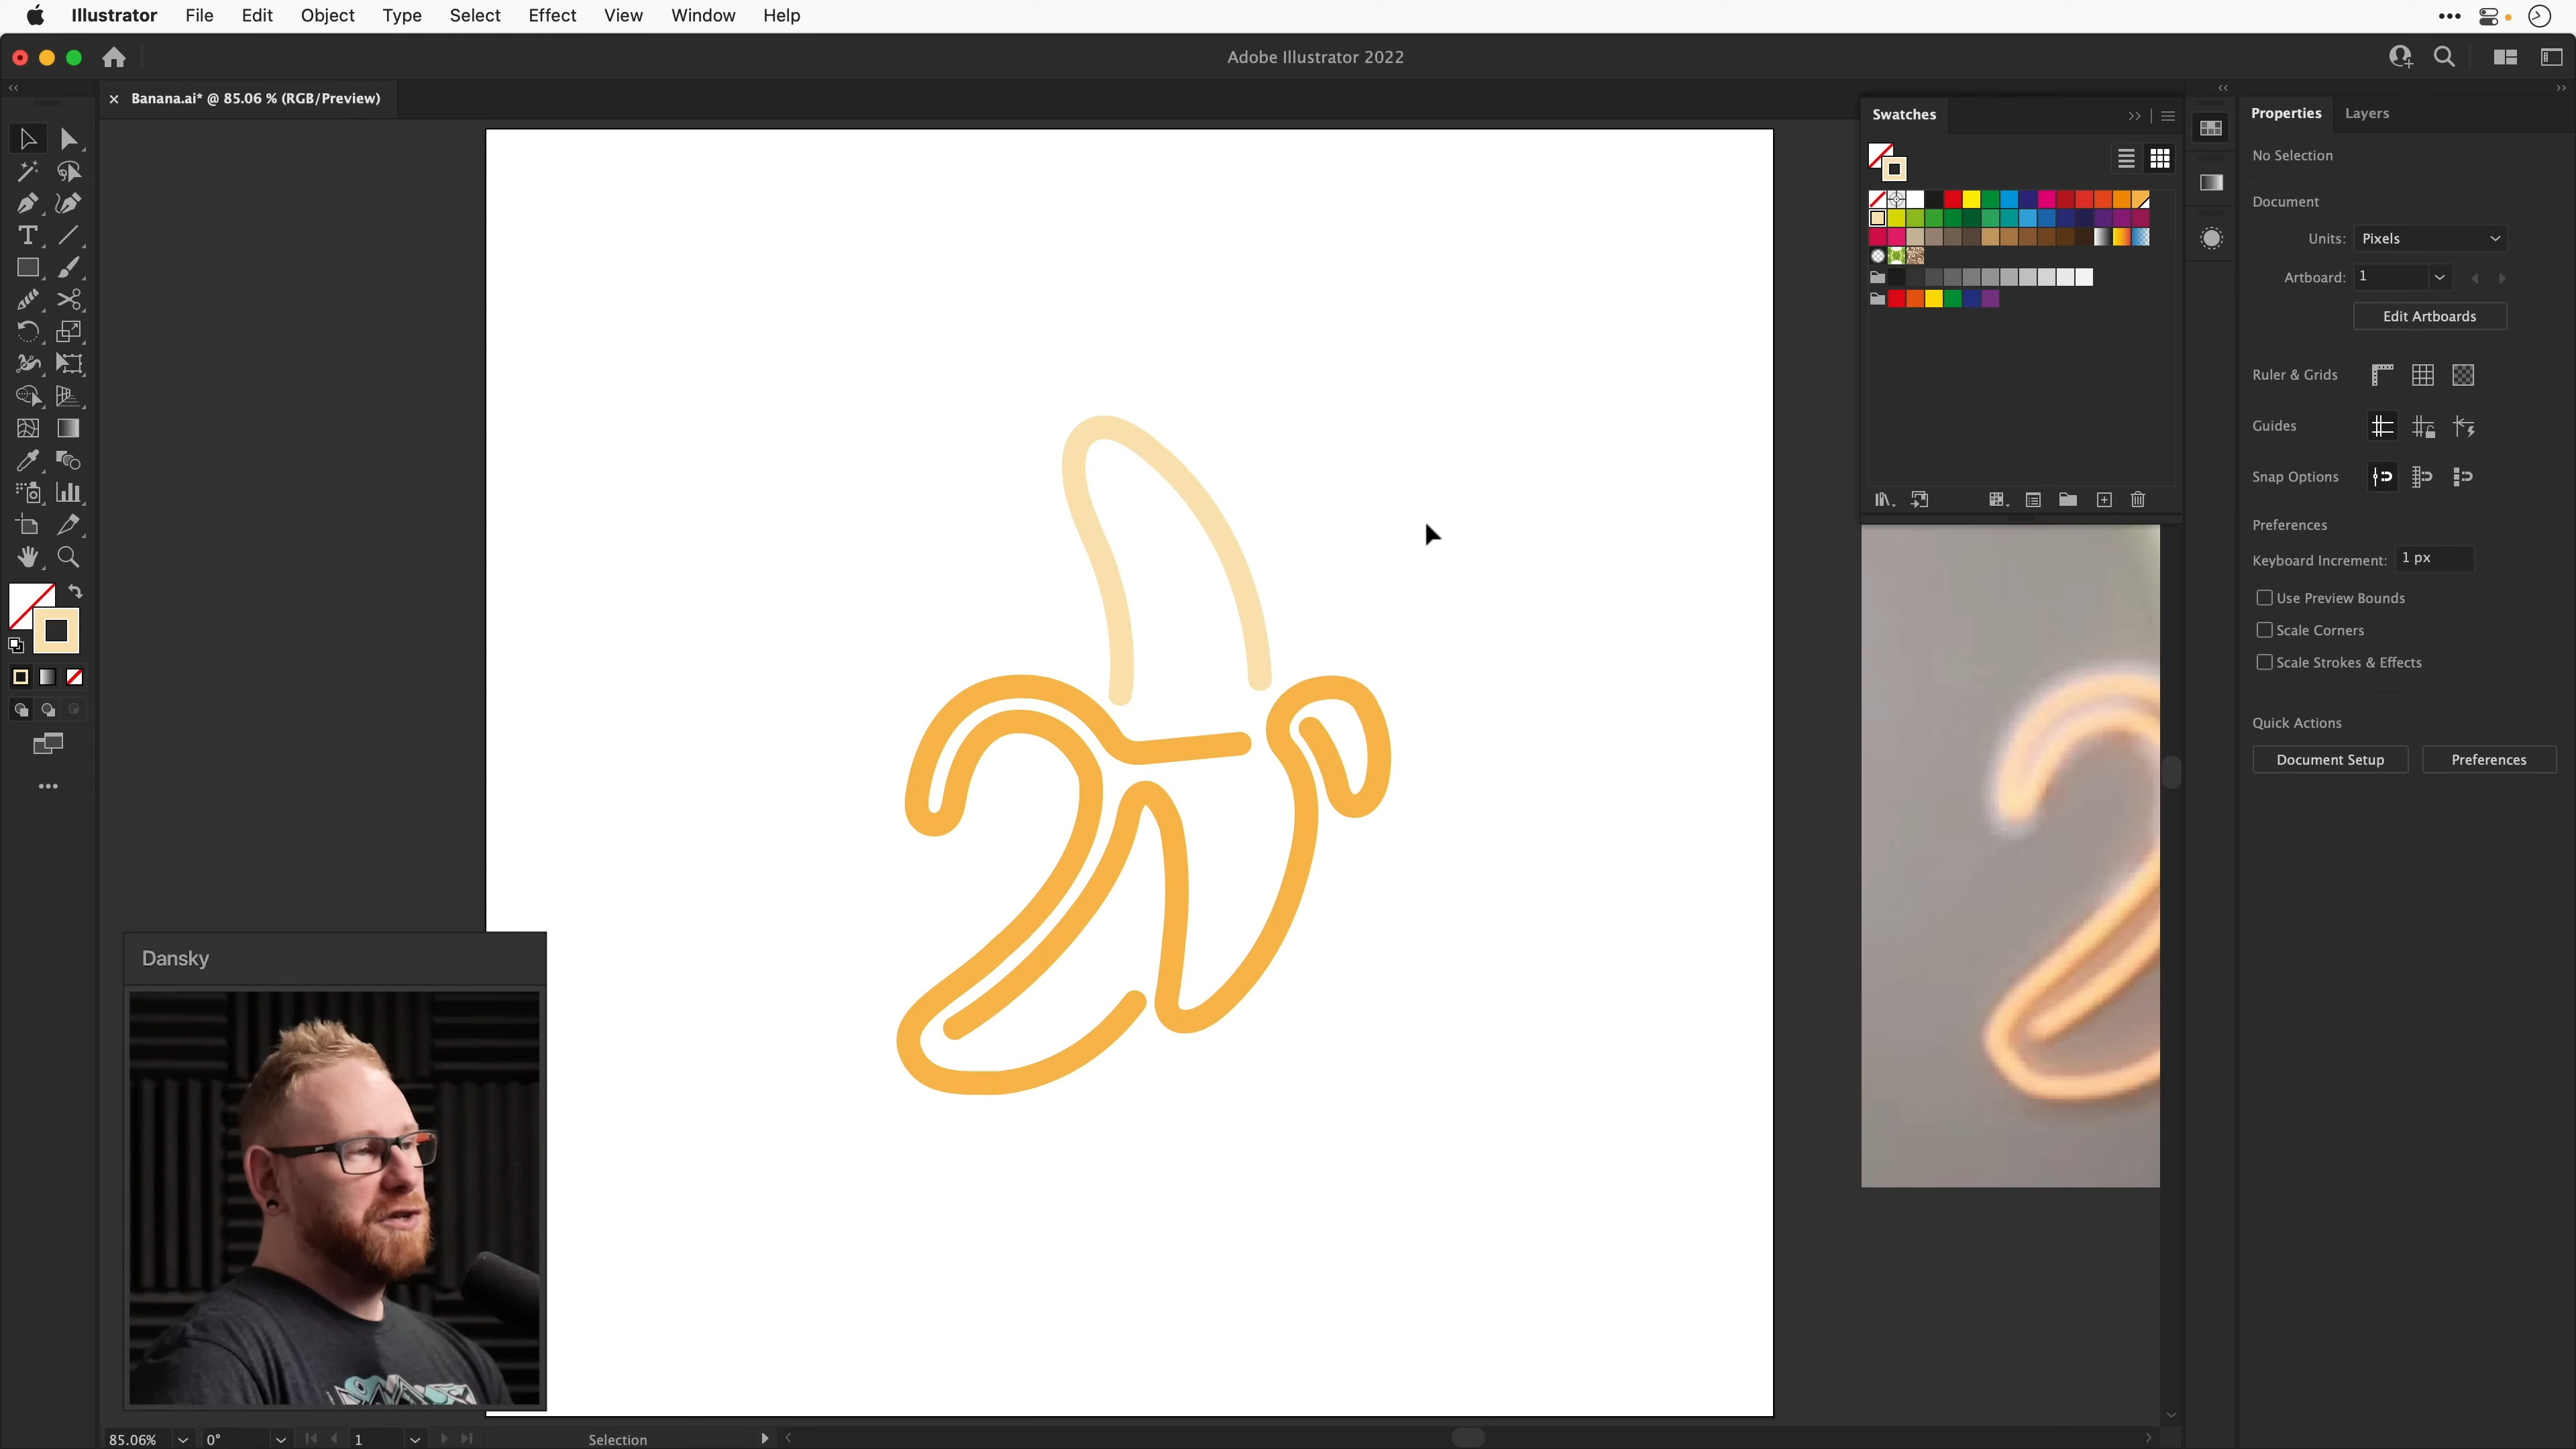 Illustrator File Edit Object Type Select Effect View Window Help
Adobe Illustrator 2022
Banana.ai* @ 85.06 % (RGB/Preview)
Swatches
Properties Layers
No Selection
Document
Units: Pixels
Artboard: 1
Edit Artboards
Ruler & Grids
Guides
Snap Options
Preferences
Keyboard Increment: 1 px
Use Preview Bounds
Scale Corners
Scale Strokes & Effects
Quick Actions
Document Setup Preferences
Dansky
85.06% 0° 1 Selection